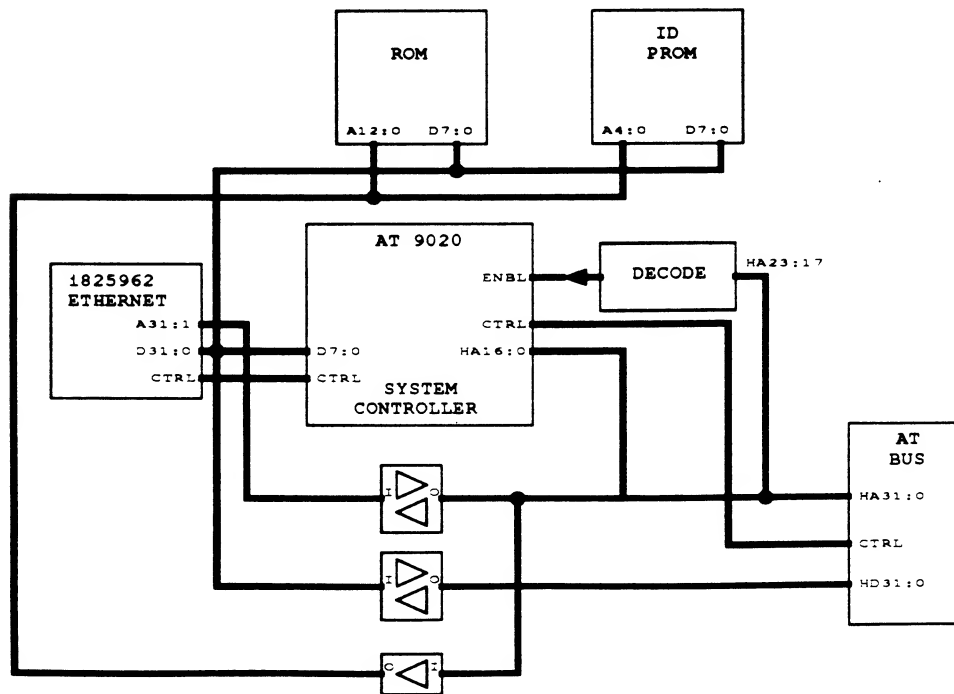 ROM
A12:0 D7:0
ID
PROM
A4:0 D7:0
AT 9020
ENBL
CTRL
HA16:0
D7:0
CTRL
SYSTEM
CONTROLLER
DECODE
HA23:17
i825962
ETHERNET
A31:1
D31:0
CTRL
AT
BUS
HA31:0
CTRL
HD31:0
I O
I O
O I